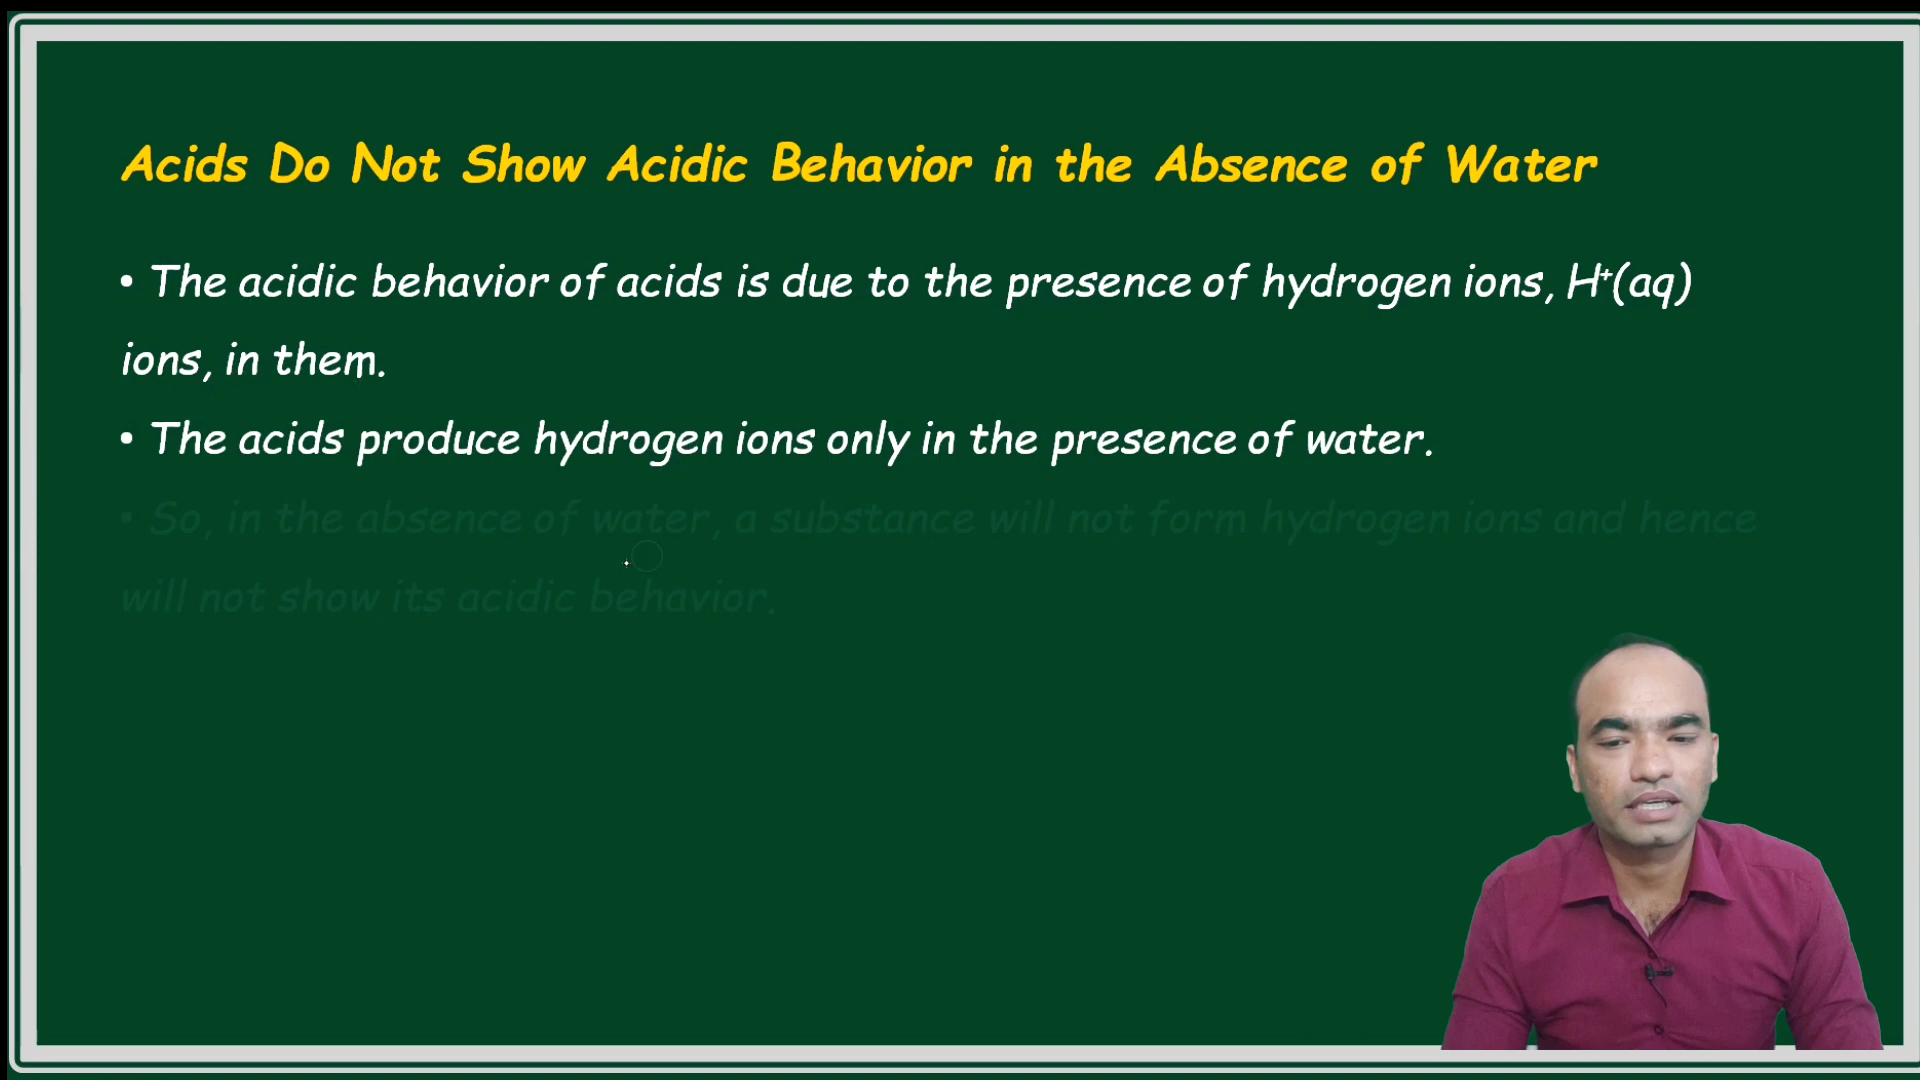 Acids Do Not Show Acidic Behavior in the Absence of Water
• The acidic behavior of acids is due to the presence of hydrogen ions, H⁺(aq)
ions, in them.
• The acids produce hydrogen ions only in the presence of water.
• So, in the absence of water, a substance will not form hydrogen ions and hence
will not show its acidic behavior.